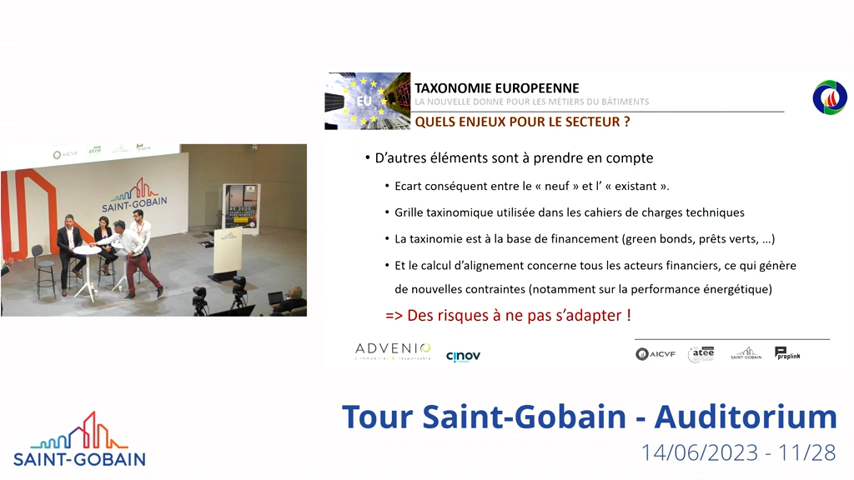 TAXONOMIE EUROPEENNE
LA NOUVELLE DONNE POUR LES METIERS DU BÂTIMENTS
QUELS ENJEUX POUR LE SECTEUR ?
EU
• D'autres éléments sont à prendre en compte
• Ecart conséquent entre le « neuf » et l' « existant ».
• Grille taxinomique utilisée dans les cahiers de charges techniques
• La taxinomie est à la base de financement (green bonds, prêts verts, …)
• Et le calcul d'alignement concerne tous les acteurs financiers, ce qui génère
de nouvelles contraintes (notamment sur la performance énergétique)
=> Des risques à ne pas s'adapter !
ADVENIO
cinov
AICVF
atee
SAINT-GOBAIN
proplink
AICVF
atee
SAINT-GOBAIN
SAINT-GOBAIN
Tour Saint-Gobain - Auditorium
14/06/2023 - 11/28